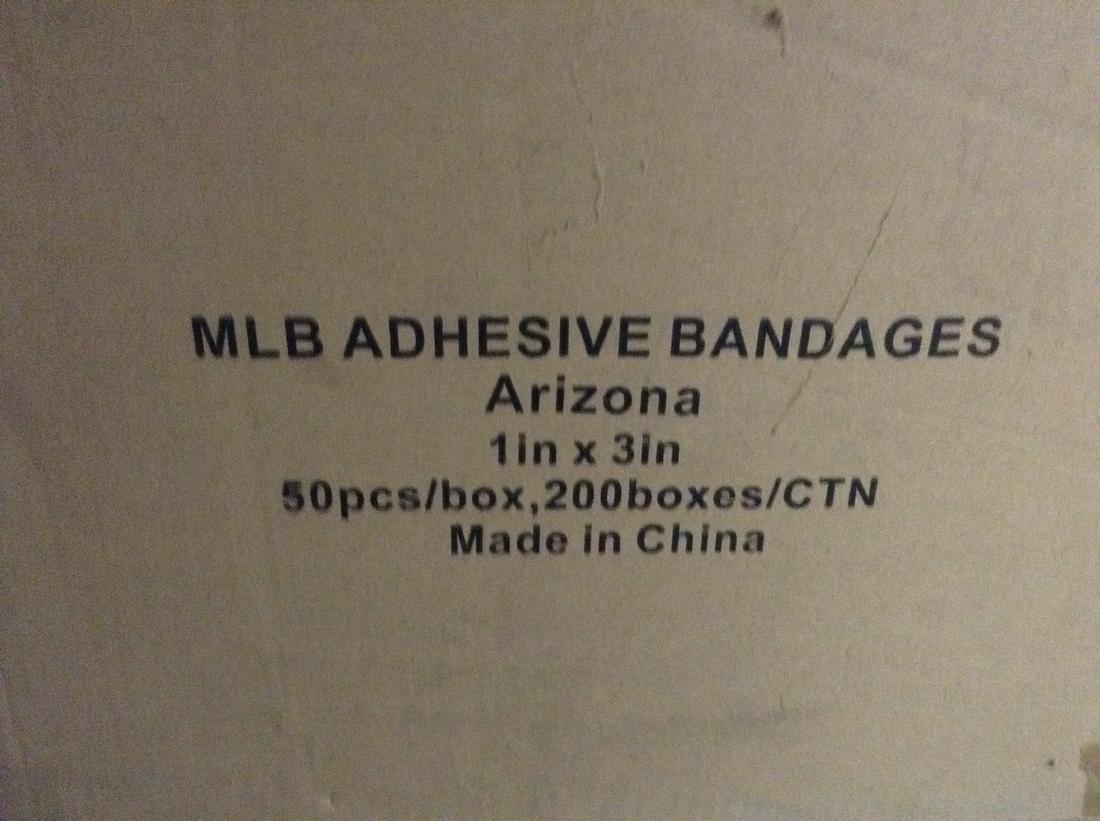 MLB ADHESIVE BANDAGES
Arizona
1in x 3in
50pcs/box,200boxes/CTN
Made in China